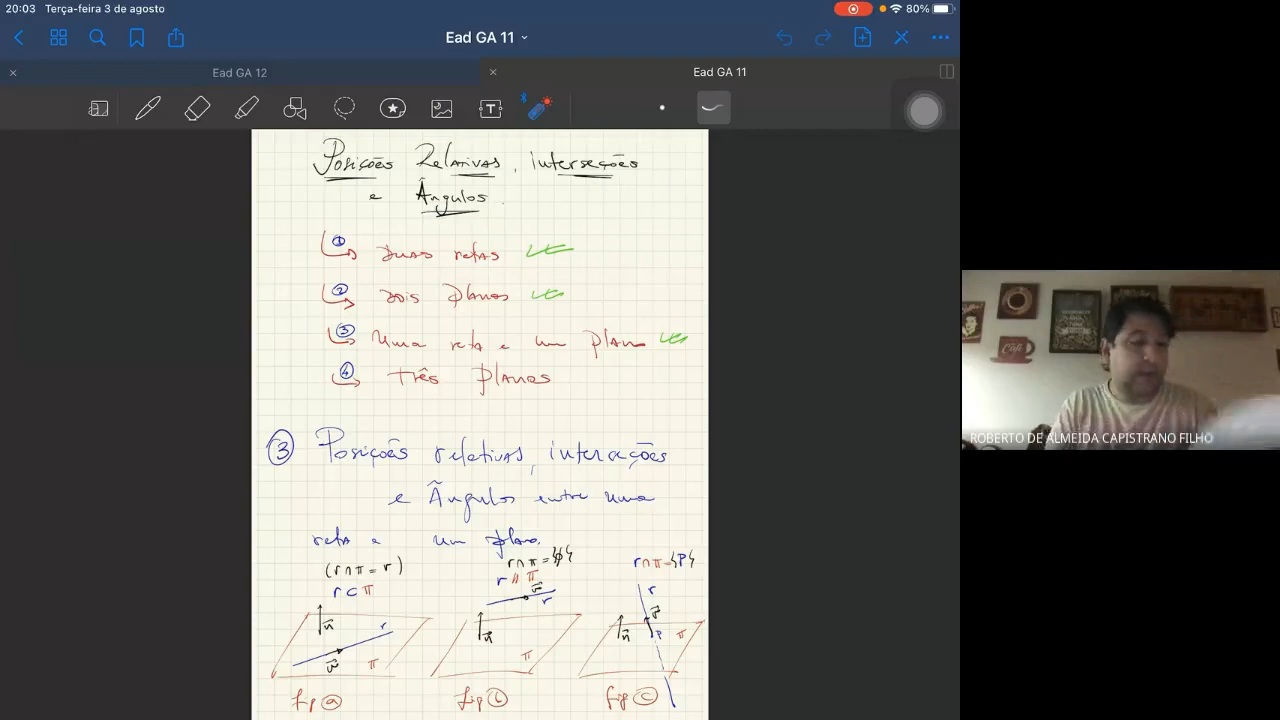 20:03 Terça-feira 3 de agosto
80%
Ead GA 11
Ead GA 12
Ead GA 11
T
Posições Relativas, interseções
e Ângulos.
① Duas retas
② Dois planos
③ Uma reta e um plano
④ Três planos
③ Posições relativas, interações
e Ângulos entre uma
reta e um plano.
(r∩π = r)
r ⊂ π
r∩π = {∅}
r // π
r∩π = {P}
n⃗ r v⃗ π
n⃗ v⃗ r π
r v⃗ n⃗ P π
fig ⓐ
fig ⓑ
fig ⓒ
Café
ROBERTO DE ALMEIDA CAPISTRANO FILHO